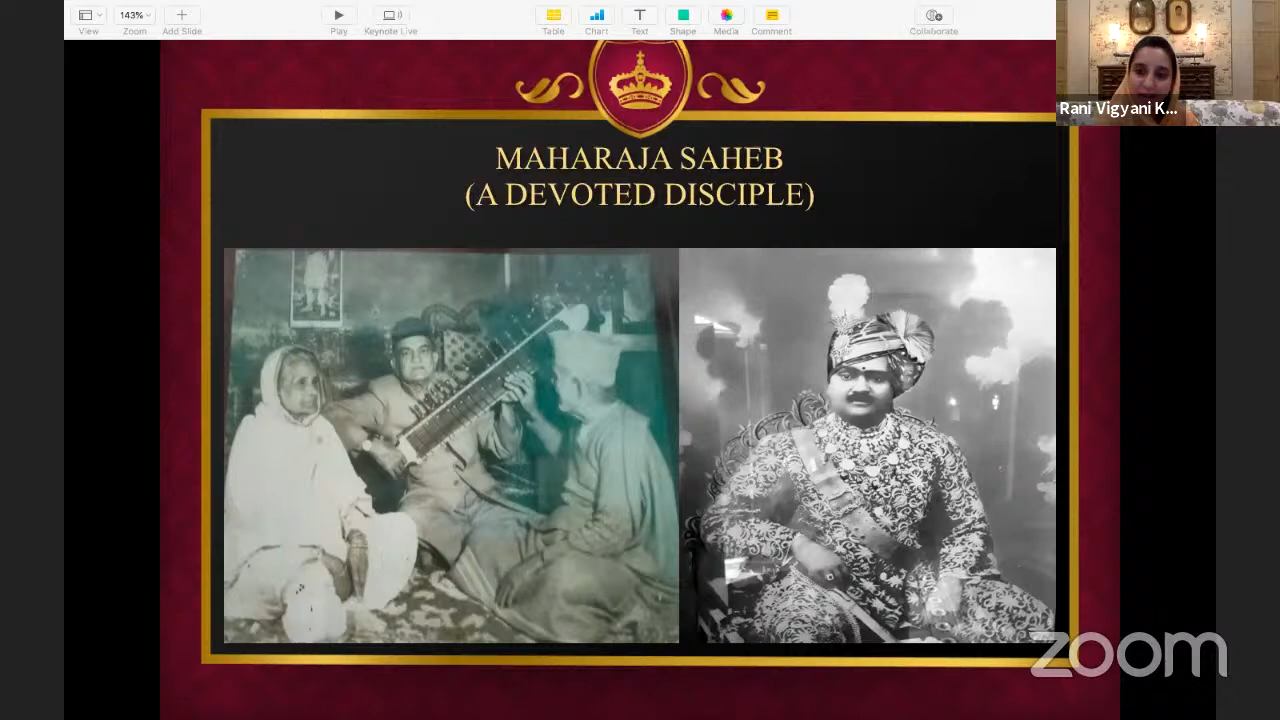 143%
View
Zoom
Add Slide
Play
Keynote Live
Table
Chart
Text
Shape
Media
Comment
Collaborate
Rani Vigyani K...
MAHARAJA SAHEB
(A DEVOTED DISCIPLE)
zoom